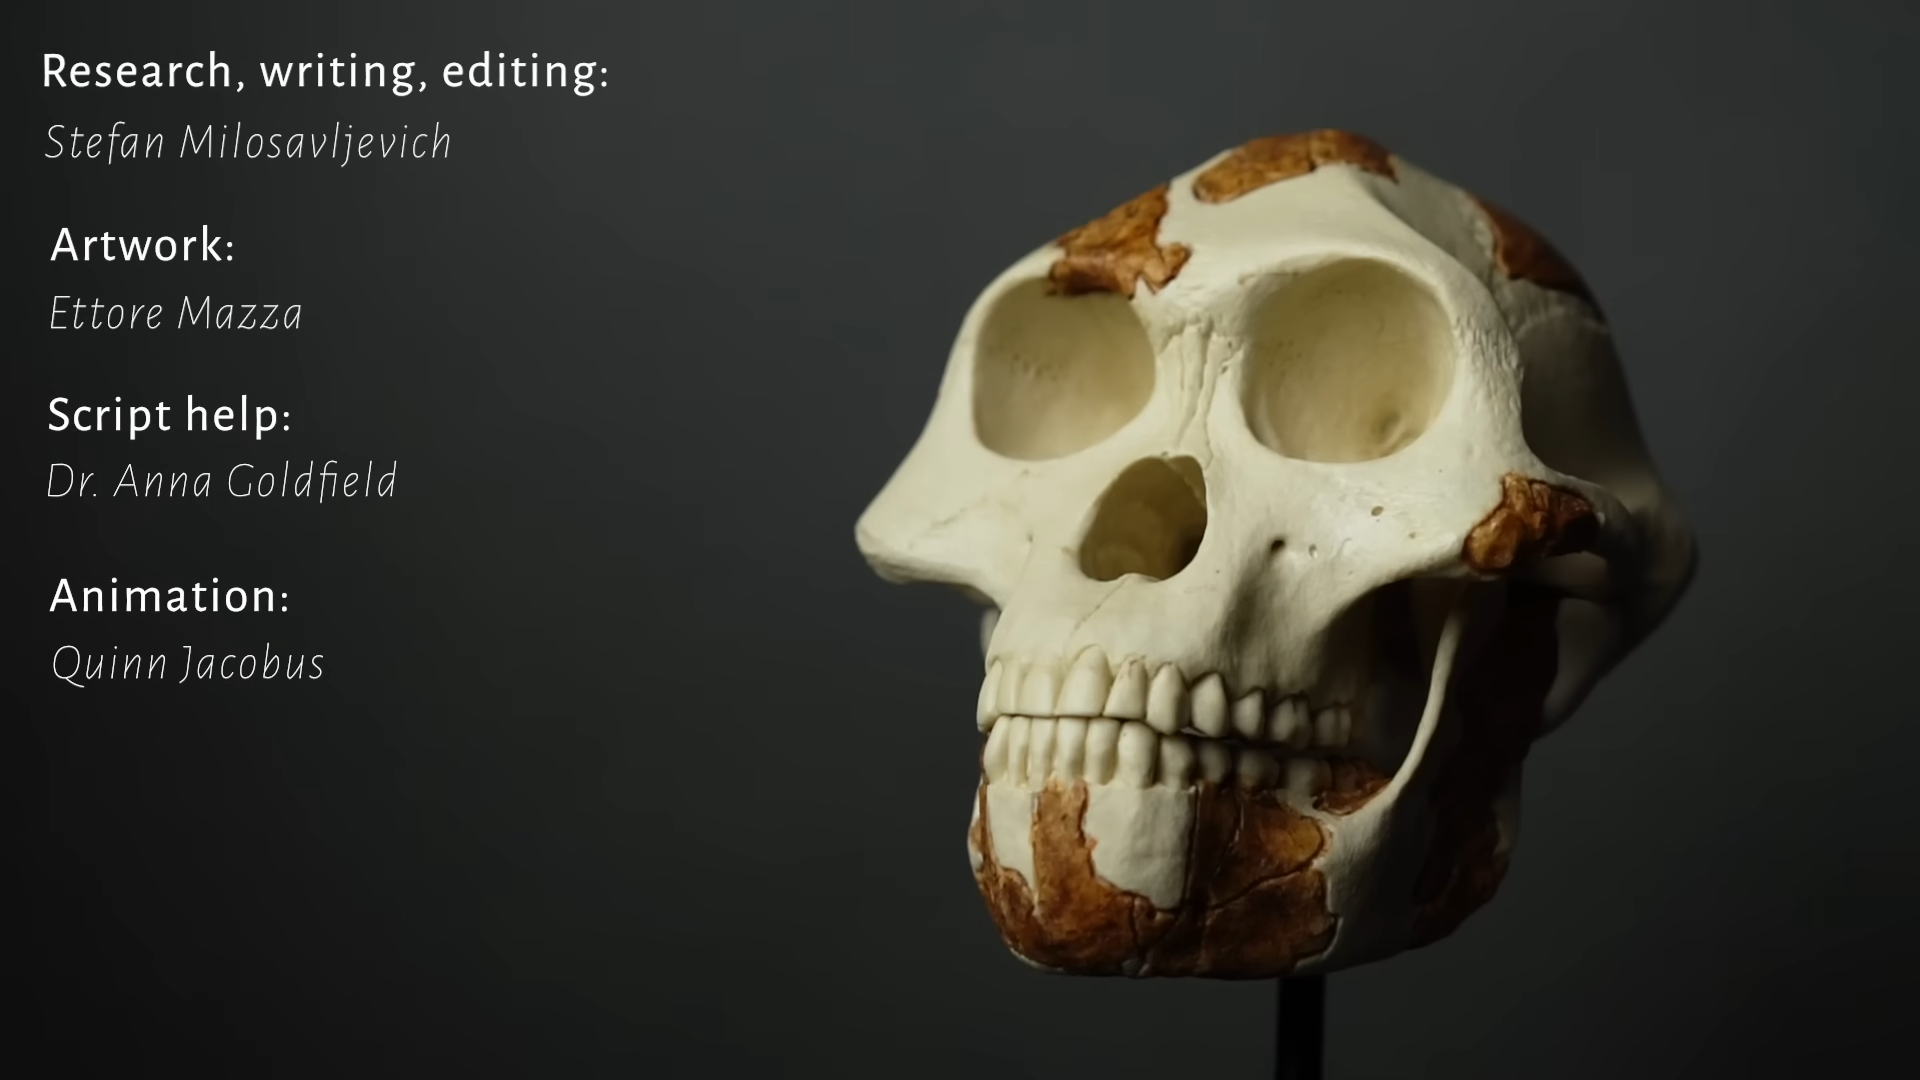 Research, writing, editing:
Stefan Milosavljevich
Artwork:
Ettore Mazza
Script help:
Dr. Anna Goldfield
Animation:
Quinn Jacobus